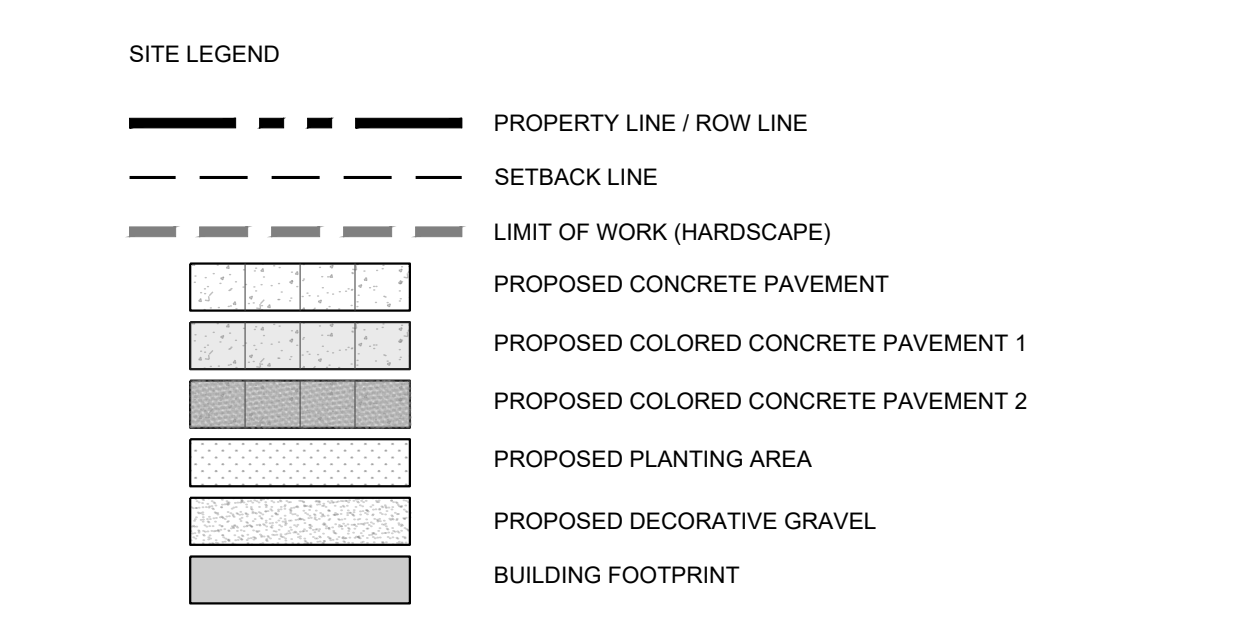 SITE LEGEND
PROPERTY LINE / ROW LINE
SETBACK LINE
LIMIT OF WORK (HARDSCAPE)
PROPOSED CONCRETE PAVEMENT
PROPOSED COLORED CONCRETE PAVEMENT 1
PROPOSED COLORED CONCRETE PAVEMENT 2
PROPOSED PLANTING AREA
PROPOSED DECORATIVE GRAVEL
BUILDING FOOTPRINT